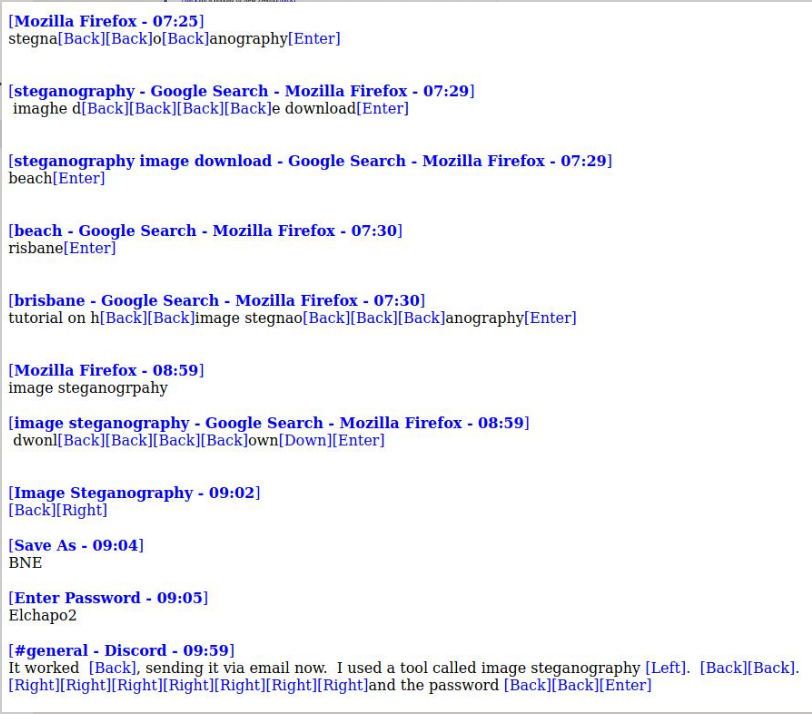 [Mozilla Firefox - 07:25]
stegna[Back][Back]o[Back]anography[Enter]
[steganography - Google Search - Mozilla Firefox - 07:29]
imaghe d[Back][Back][Back][Back]e download[Enter]
[steganography image download - Google Search - Mozilla Firefox - 07:29]
beach[Enter]
[beach - Google Search - Mozilla Firefox - 07:30]
risbane[Enter]
[brisbane - Google Search - Mozilla Firefox - 07:30]
tutorial on h[Back][Back]image stegnao[Back][Back][Back]anography[Enter]
[Mozilla Firefox - 08:59]
image steganogrpahy
[image steganography - Google Search - Mozilla Firefox - 08:59]
dwonl[Back][Back][Back][Back]own[Down][Enter]
[Image Steganography - 09:02]
[Back][Right]
[Save As - 09:04]
BNE
[Enter Password - 09:05]
Elchapo2
[#general - Discord - 09:59]
It worked  [Back], sending it via email now.  I used a tool called image steganography [Left].  [Back][Back].
[Right][Right][Right][Right][Right][Right][Right]and the password [Back][Back][Enter]